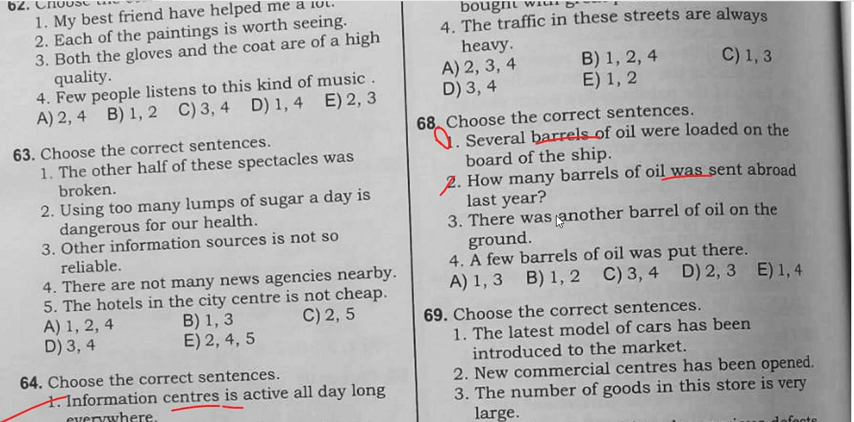 62.
1. My best friend have helped me a lot.
2. Each of the paintings is worth seeing.
3. Both the gloves and the coat are of a high
quality.
4. Few people listens to this kind of music .
A) 2, 4 B) 1, 2 C) 3, 4 D) 1, 4 E) 2, 3
63. Choose the correct sentences.
1. The other half of these spectacles was
broken.
2. Using too many lumps of sugar a day is
dangerous for our health.
3. Other information sources is not so
reliable.
4. There are not many news agencies nearby.
5. The hotels in the city centre is not cheap.
A) 1, 2, 4 B) 1, 3 C) 2, 5
D) 3, 4 E) 2, 4, 5
64. Choose the correct sentences.
1. Information centres is active all day long
everywhere.
bought
4. The traffic in these streets are always
heavy.
A) 2, 3, 4 B) 1, 2, 4 C) 1, 3
D) 3, 4 E) 1, 2
68. Choose the correct sentences.
1. Several barrels of oil were loaded on the
board of the ship.
2. How many barrels of oil was sent abroad
last year?
3. There was another barrel of oil on the
ground.
4. A few barrels of oil was put there.
A) 1, 3 B) 1, 2 C) 3, 4 D) 2, 3 E) 1, 4
69. Choose the correct sentences.
1. The latest model of cars has been
introduced to the market.
2. New commercial centres has been opened.
3. The number of goods in this store is very
large.
defects